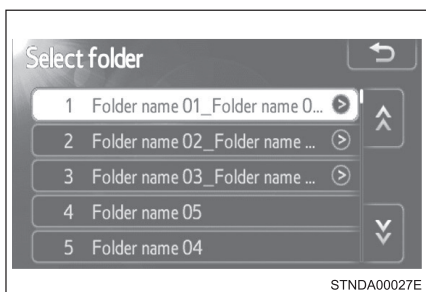 Select folder
1 Folder name 01_Folder name 0...
2 Folder name 02_Folder name ...
3 Folder name 03_Folder name ...
4 Folder name 05
5 Folder name 04
STNDA00027E